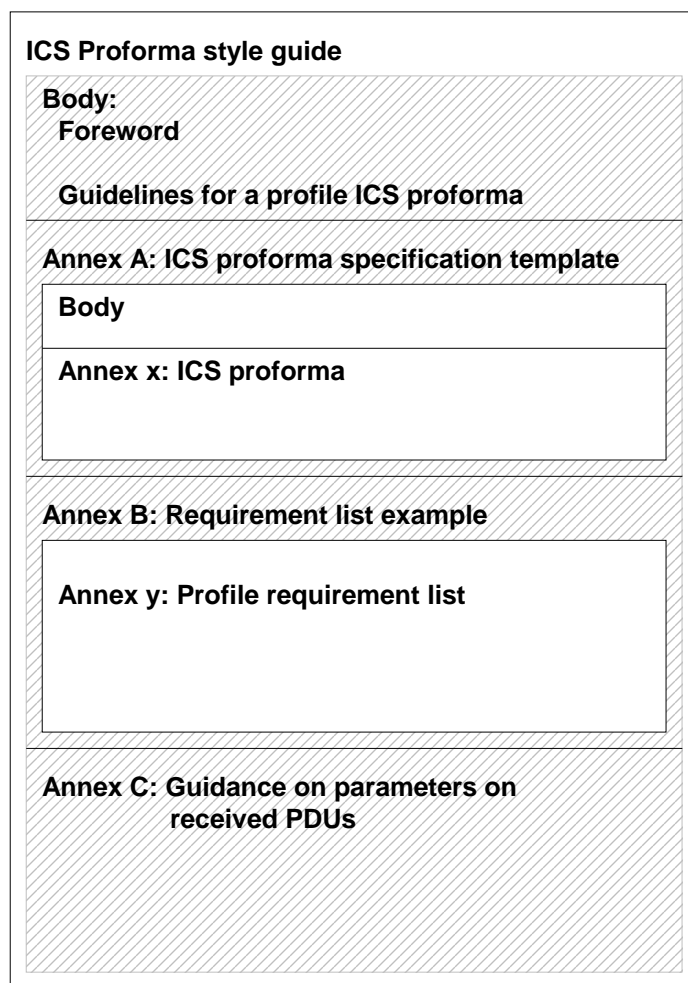 ICS Proforma style guide
Body:
Foreword
Guidelines for a profile ICS proforma
Annex A: ICS proforma specification template
Body
Annex x: ICS proforma
Annex B: Requirement list example
Annex y: Profile requirement list
Annex C: Guidance on parameters on
received PDUs